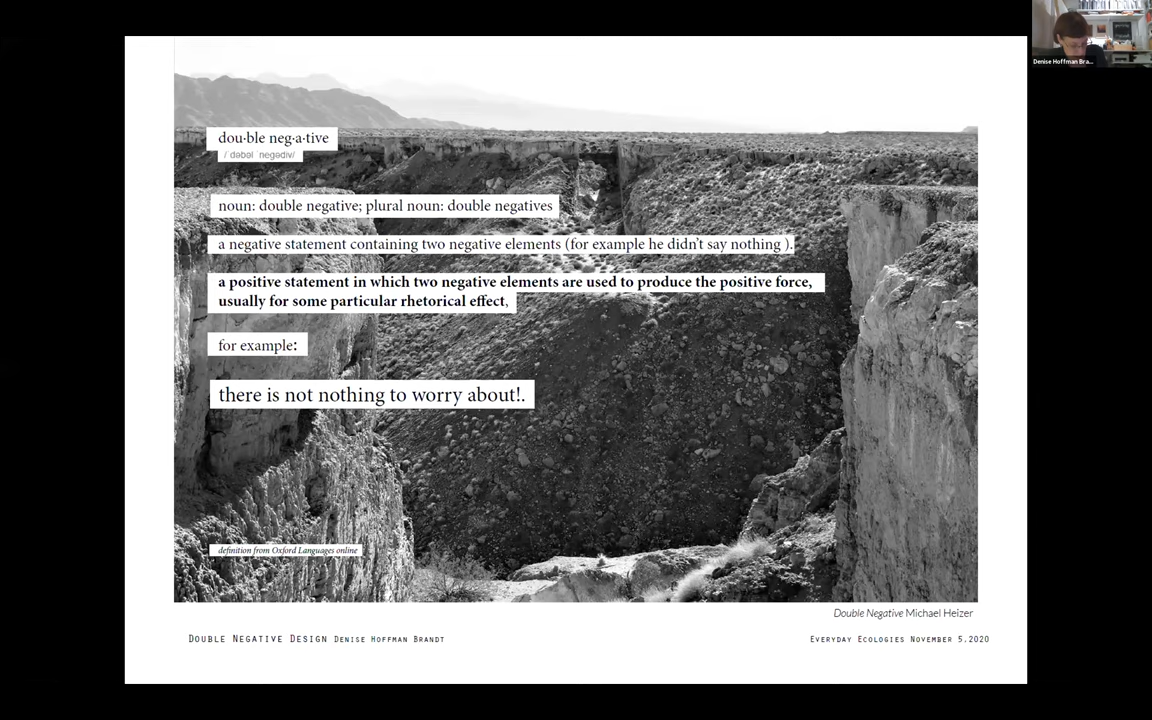 Denise Hoffman Bra...
dou·ble neg·a·tive
/ˈdəbəl ˈneɡədiv/
noun: double negative; plural noun: double negatives
a negative statement containing two negative elements (for example he didn't say nothing ).
a positive statement in which two negative elements are used to produce the positive force,
usually for some particular rhetorical effect,
for example:
there is not nothing to worry about!.
definition from Oxford Languages online
Double Negative Michael Heizer
Double Negative Design Denise Hoffman Brandt
Everyday Ecologies November 5,2020